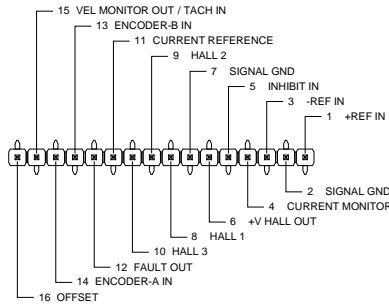 15 VEL MONITOR OUT / TACH IN
13 ENCODER-B IN
11 CURRENT REFERENCE
9 HALL 2
7 SIGNAL GND
5 INHIBIT IN
3 -REF IN
1 +REF IN
2 SIGNAL GND
4 CURRENT MONITOR
6 +V HALL OUT
8 HALL 1
10 HALL 3
12 FAULT OUT
14 ENCODER-A IN
16 OFFSET